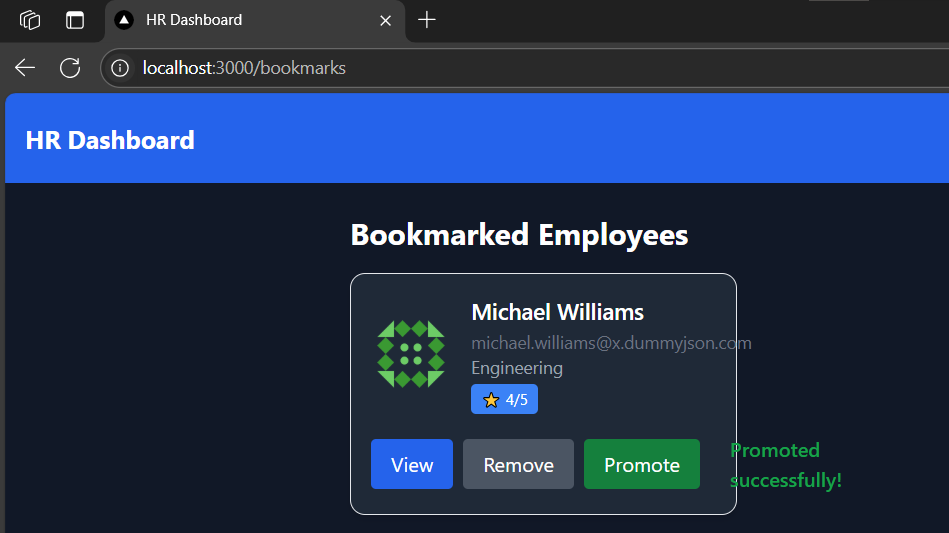 HR Dashboard
localhost:3000/bookmarks
HR Dashboard
Bookmarked Employees
Michael Williams
michael.williams@x.dummyjson.com
Engineering
4/5
View Remove Promote
Promoted
successfully!